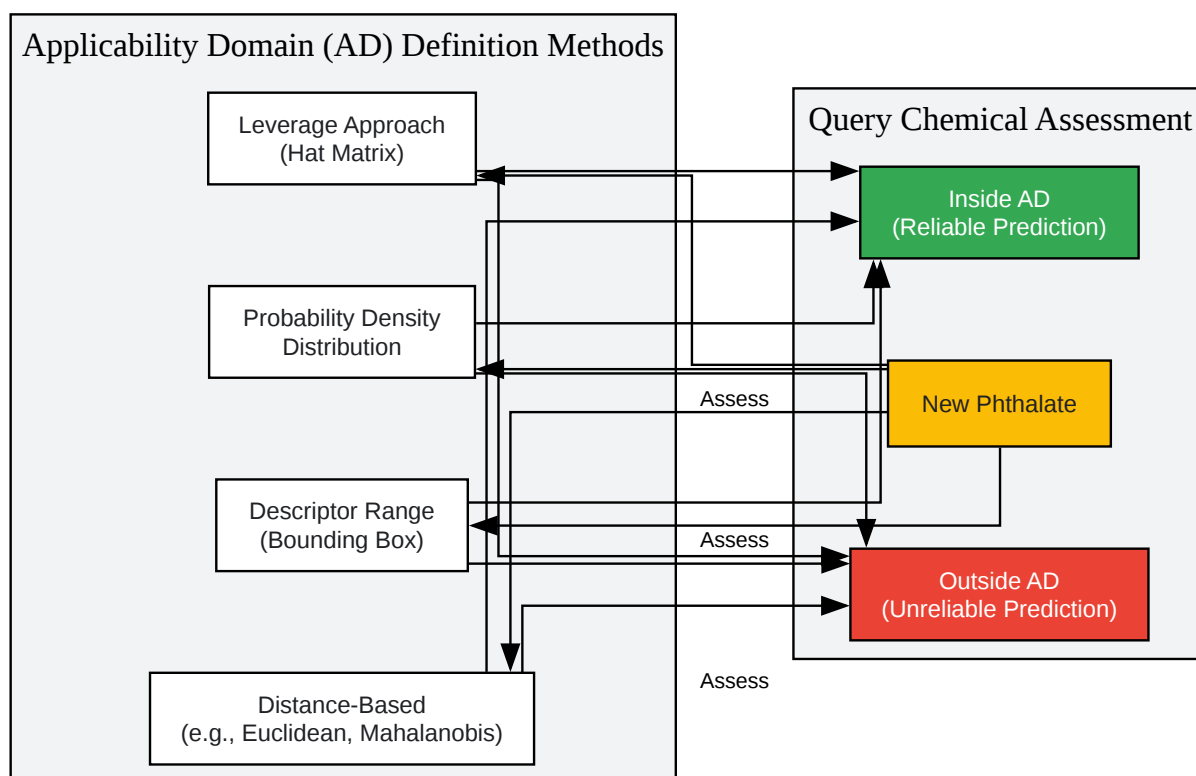 Applicability Domain (AD) Definition Methods
Leverage Approach
(Hat Matrix)
Probability Density
Distribution
Descriptor Range
(Bounding Box)
Distance-Based
(e.g., Euclidean, Mahalanobis)
Assess
Assess
Assess
Query Chemical Assessment
Inside AD
(Reliable Prediction)
New Phthalate
Outside AD
(Unreliable Prediction)